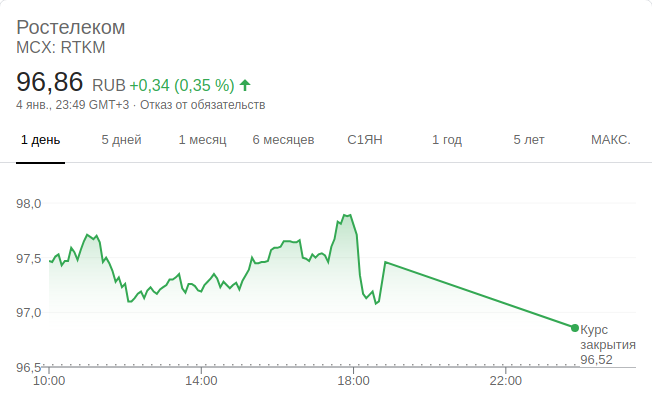 Ростелеком
MCX: RTKM
96,86 RUB +0,34 (0,35 %)
4 янв., 23:49 GMT+3 · Отказ от обязательств
1 день 5 дней 1 месяц 6 месяцев С1ЯН 1 год 5 лет МАКС.
98,0
97,5
97,0
Курс
закрытия
96,52
96,5
10:00 14:00 18:00 22:00